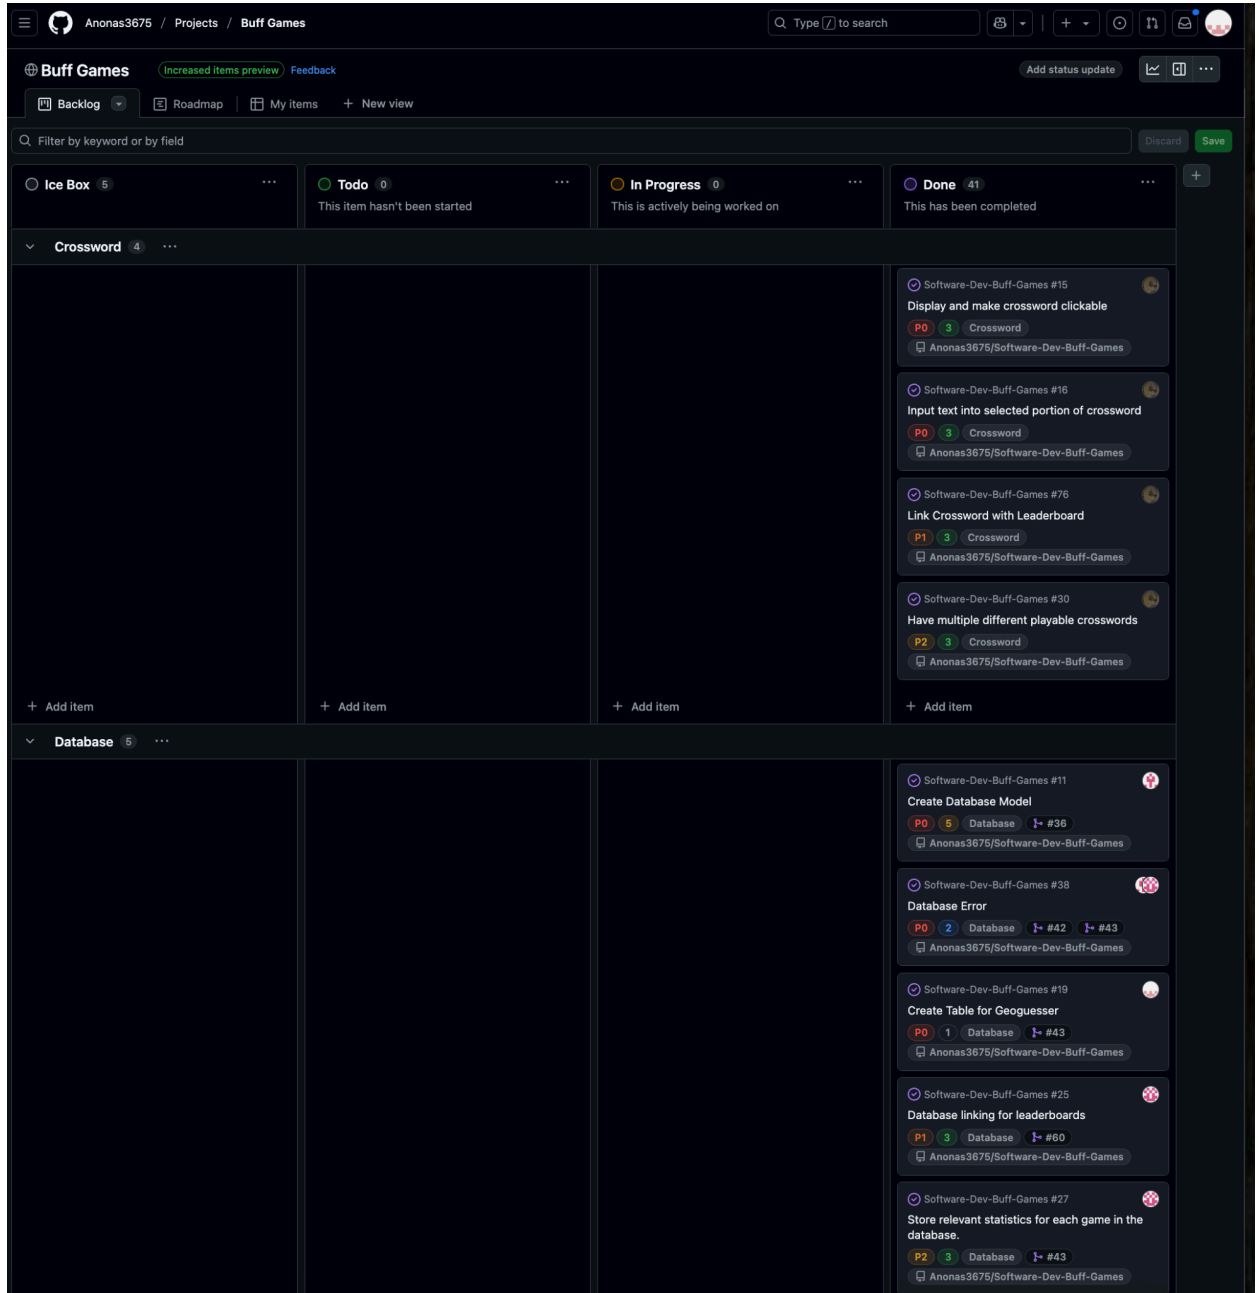 Anonas3675 / Projects / Buff Games
Type / to search
Buff Games
Increased items preview
Feedback
Add status update
Backlog
Roadmap
My items
+ New view
Filter by keyword or by field
Discard
Save
Ice Box 5
Todo 0
This item hasn't been started
In Progress 0
This is actively being worked on
Done 41
This has been completed
Crossword 4
Software-Dev-Buff-Games #15
Display and make crossword clickable
P0 3 Crossword
Anonas3675/Software-Dev-Buff-Games
Software-Dev-Buff-Games #16
Input text into selected portion of crossword
P0 3 Crossword
Anonas3675/Software-Dev-Buff-Games
Software-Dev-Buff-Games #76
Link Crossword with Leaderboard
P1 3 Crossword
Anonas3675/Software-Dev-Buff-Games
Software-Dev-Buff-Games #30
Have multiple different playable crosswords
P2 3 Crossword
Anonas3675/Software-Dev-Buff-Games
+ Add item
+ Add item
+ Add item
+ Add item
Database 5
Software-Dev-Buff-Games #11
Create Database Model
P0 5 Database #36
Anonas3675/Software-Dev-Buff-Games
Software-Dev-Buff-Games #38
Database Error
P0 2 Database #42 #43
Anonas3675/Software-Dev-Buff-Games
Software-Dev-Buff-Games #19
Create Table for Geoguesser
P0 1 Database #43
Anonas3675/Software-Dev-Buff-Games
Software-Dev-Buff-Games #25
Database linking for leaderboards
P1 3 Database #60
Anonas3675/Software-Dev-Buff-Games
Software-Dev-Buff-Games #27
Store relevant statistics for each game in the
database.
P2 3 Database #43
Anonas3675/Software-Dev-Buff-Games